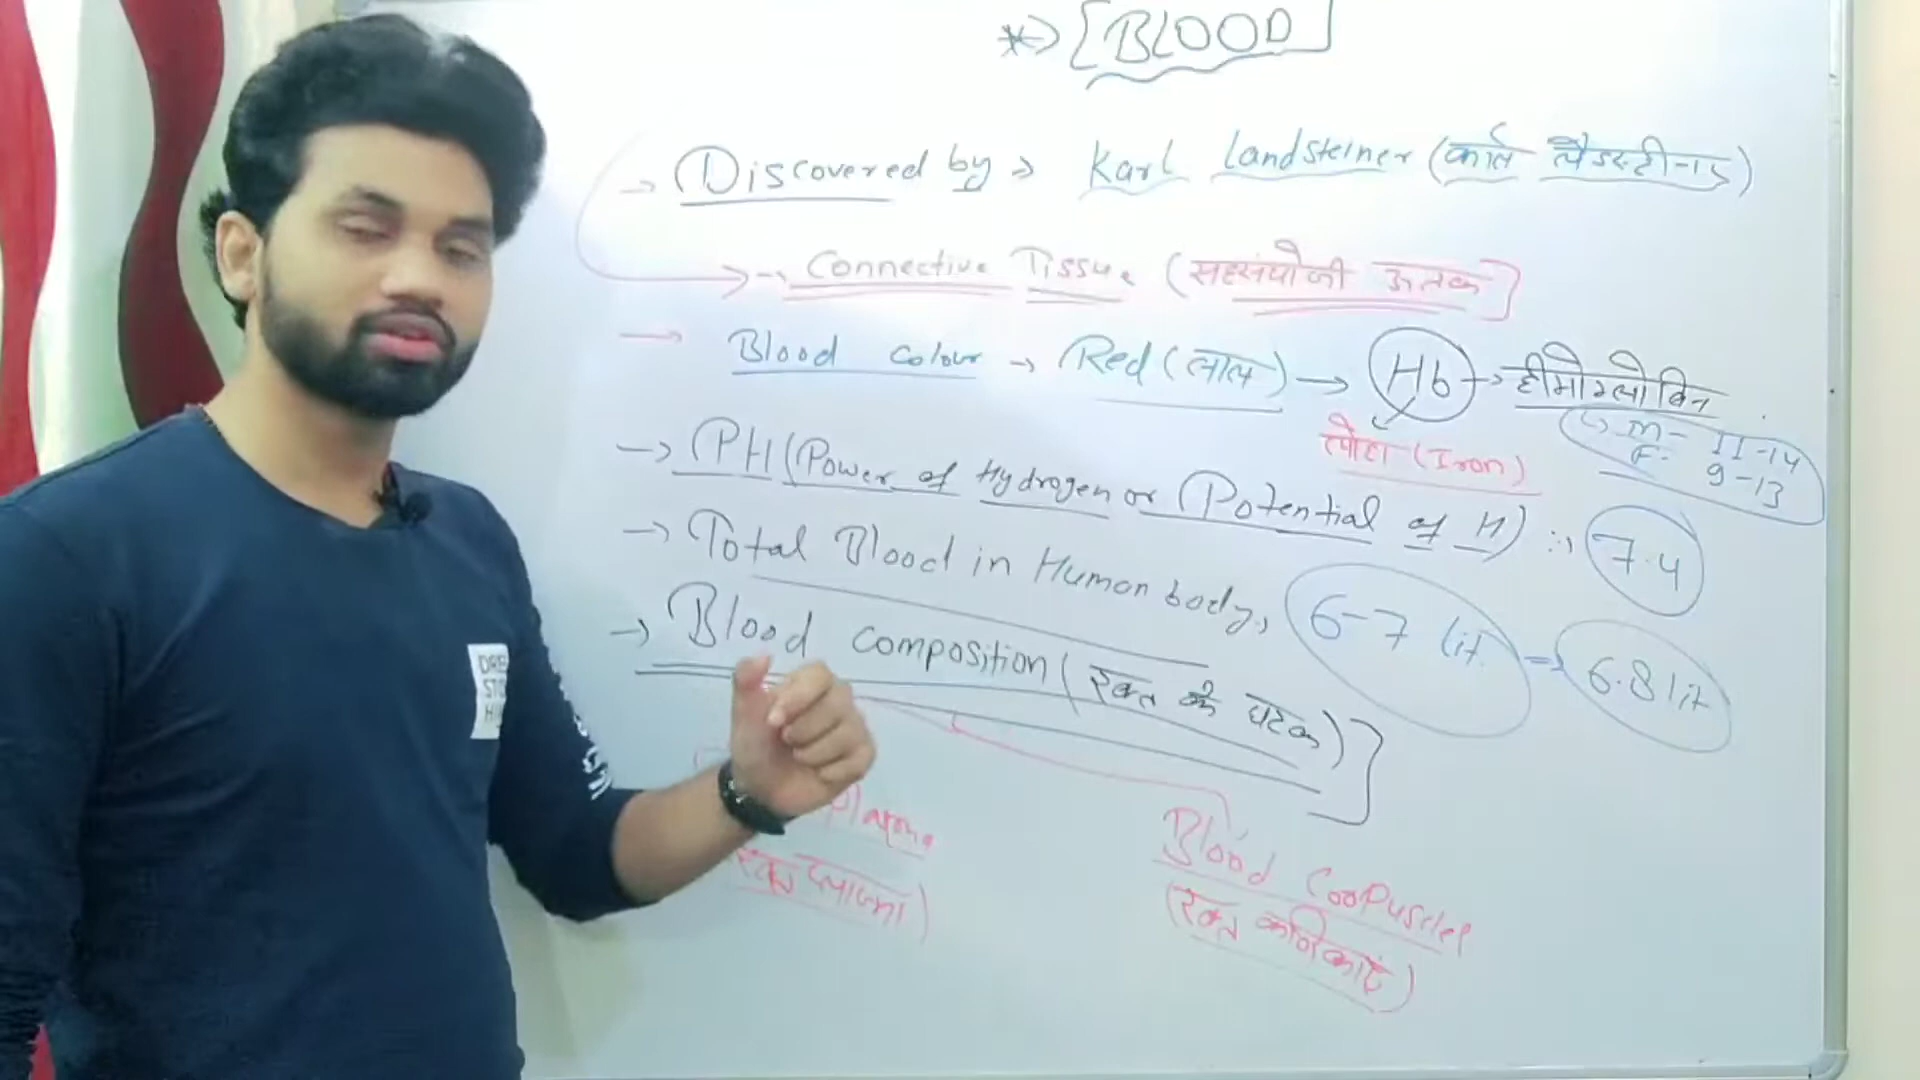 *→ [BLOOD]
→ Discovered by → Karl Landsteiner (कार्ल लैंडस्टीनर)
→ Connective Tissue (सहसंयोजी ऊतक)
→ Blood Colour → Red (लाल) → Hb → हीमोग्लोबिन
लोहा (Iron)
↳ m- 11-14
F- 9-13
→ PH (Power of Hydrogen or Potential of H) :→ 7.4
→ Total Blood in Human body, 6-7 lit ⇒ 6.8 lit
→ Blood composition (रक्त के घटक)]
Plasma
रक्त प्लाज्मा)
Blood CooPuscles
(रक्त कणिकाएं)